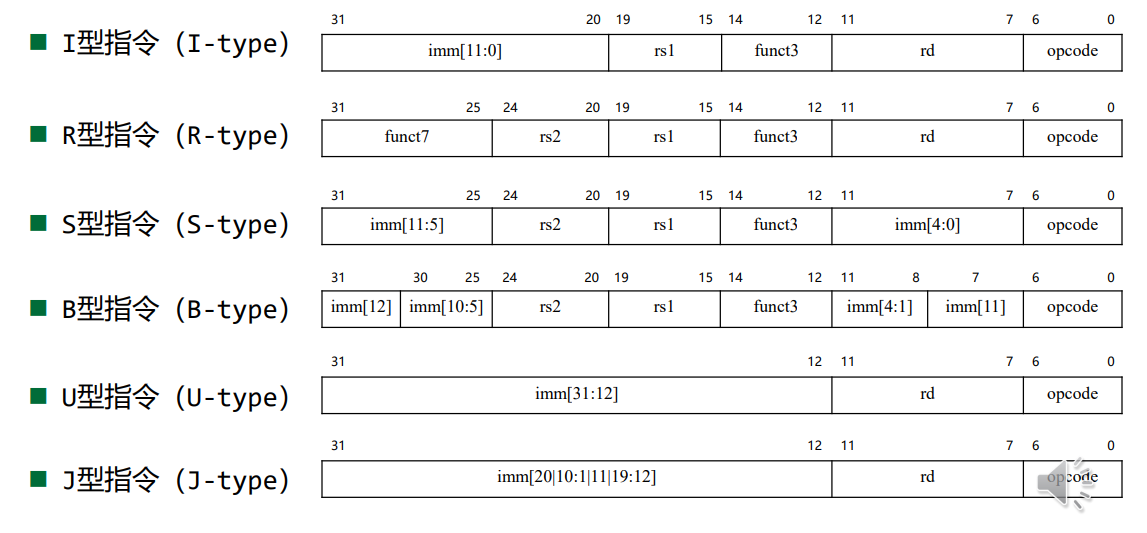 31 20 19 15 14 12 11 7 6 0
■ I型指令（I-type） imm[11:0] rs1 funct3 rd opcode
31 25 24 20 19 15 14 12 11 7 6 0
■ R型指令（R-type） funct7 rs2 rs1 funct3 rd opcode
31 25 24 20 19 15 14 12 11 7 6 0
■ S型指令（S-type） imm[11:5] rs2 rs1 funct3 imm[4:0] opcode
31 30 25 24 20 19 15 14 12 11 8 7 6 0
■ B型指令（B-type） imm[12] imm[10:5] rs2 rs1 funct3 imm[4:1] imm[11] opcode
31 12 11 7 6 0
■ U型指令（U-type） imm[31:12] rd opcode
31 12 11 7 6 0
■ J型指令（J-type） imm[20|10:1|11|19:12] rd opcode